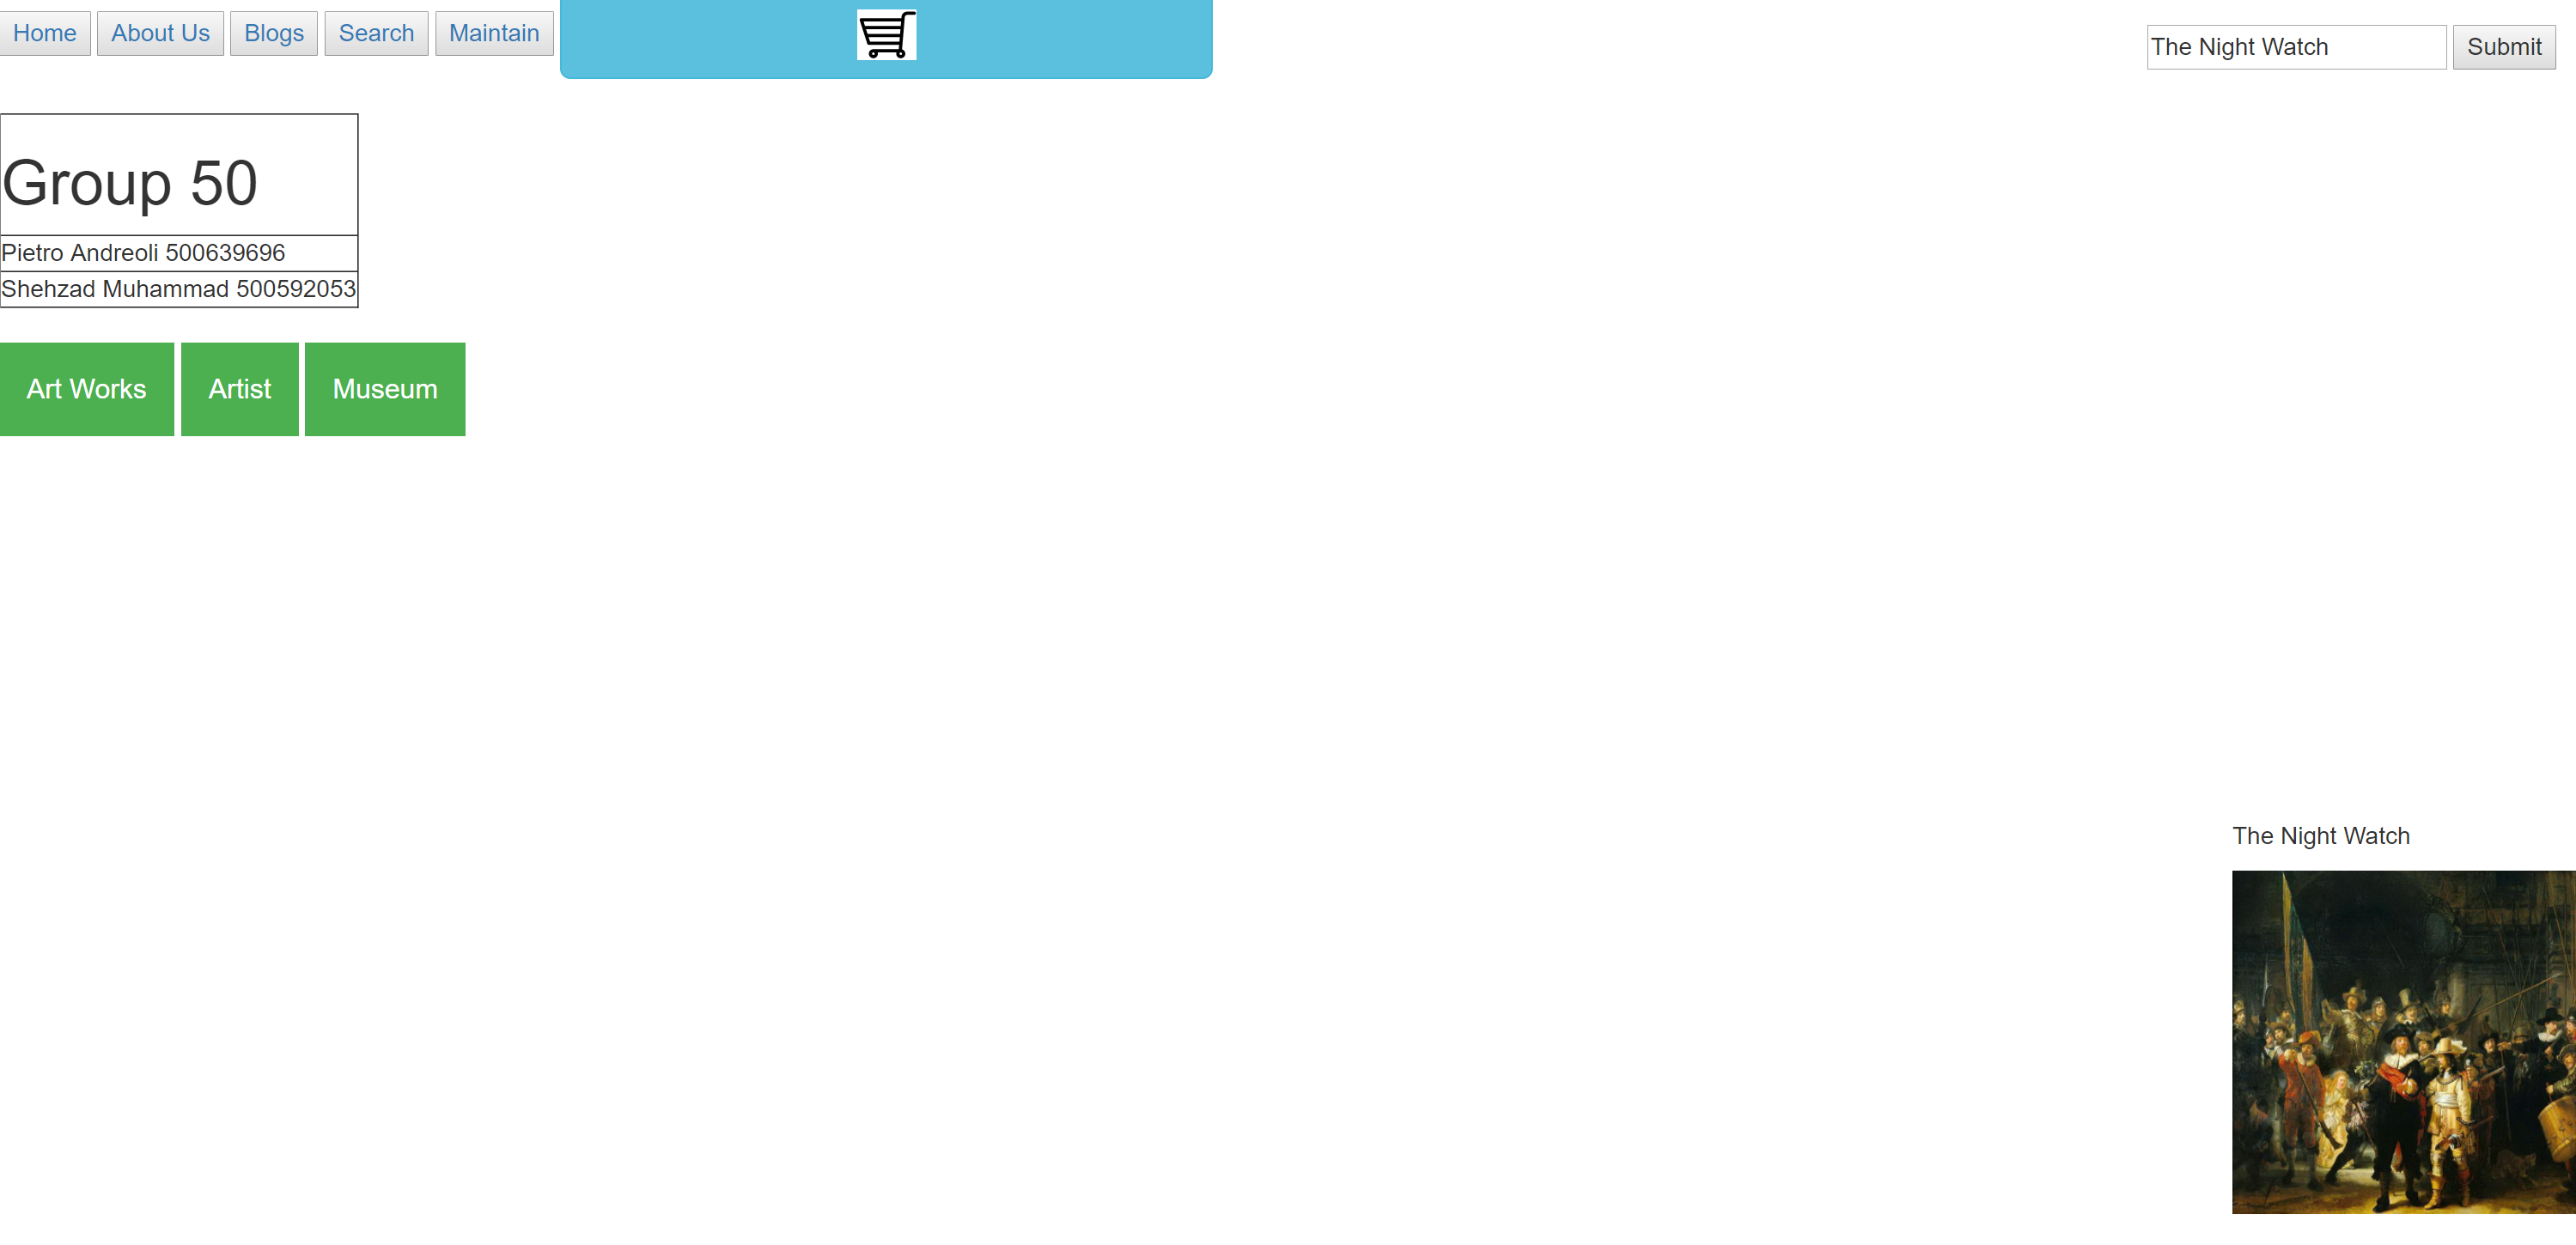 Home About Us Blogs Search Maintain
The Night Watch Submit
Group 50
Pietro Andreoli 500639696
Shehzad Muhammad 500592053
Art Works Artist Museum
The Night Watch